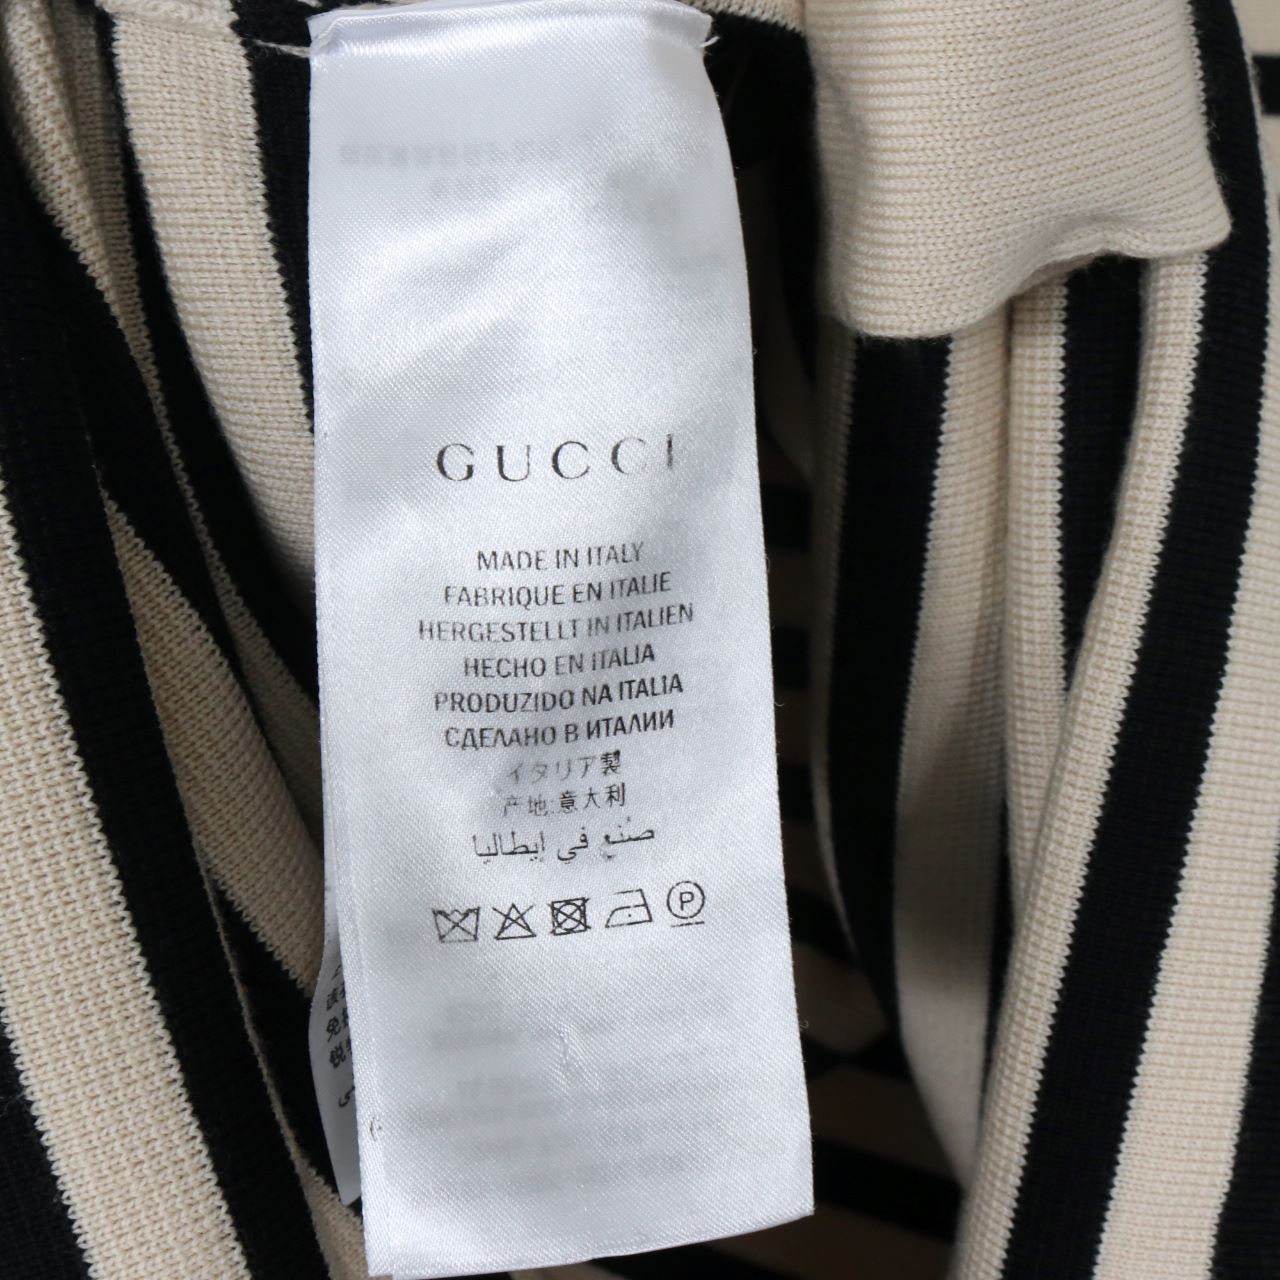 GUCCI
MADE IN ITALY
FABRIQUE EN ITALIE
HERGESTELLT IN ITALIEN
HECHO EN ITALIA
PRODUZIDO NA ITALIA
СДЕЛАНО В ИТАЛИИ
イタリア製
产地:意大利
صُنع في إيطاليا
P